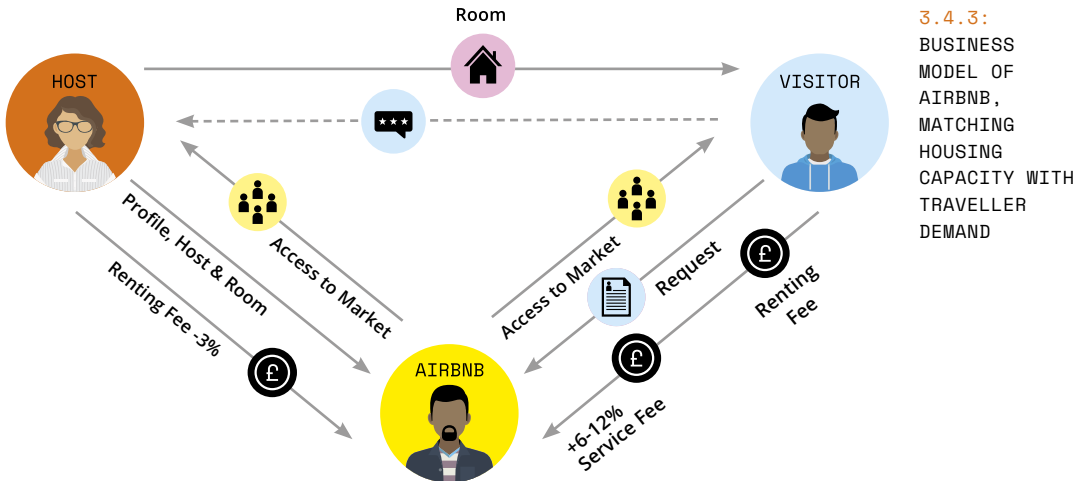 Room
HOST
VISITOR
Profile, Host & Room
Access to Market
Renting Fee -3%
£
Access to Market
Request
£
Renting
Fee
£
+6-12%
Service Fee
AIRBNB
3.4.3:
BUSINESS
MODEL OF
AIRBNB,
MATCHING
HOUSING
CAPACITY WITH
TRAVELLER
DEMAND